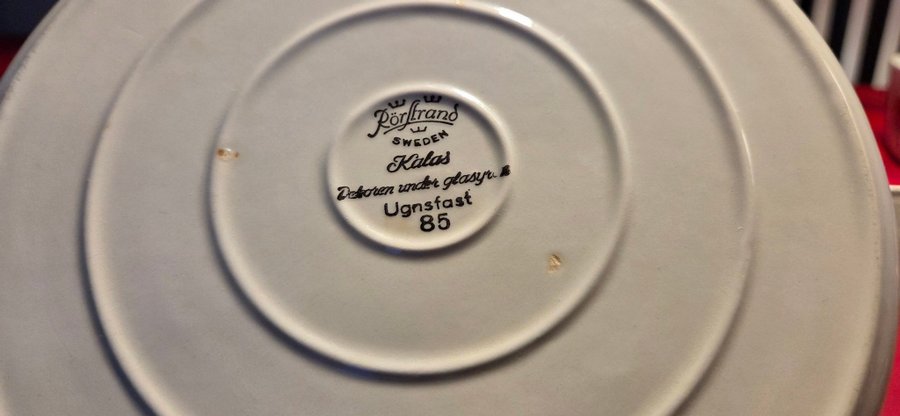 Rörstrand
SWEDEN
Kalas
Dekoren under glasyren
Ugnsfast
85